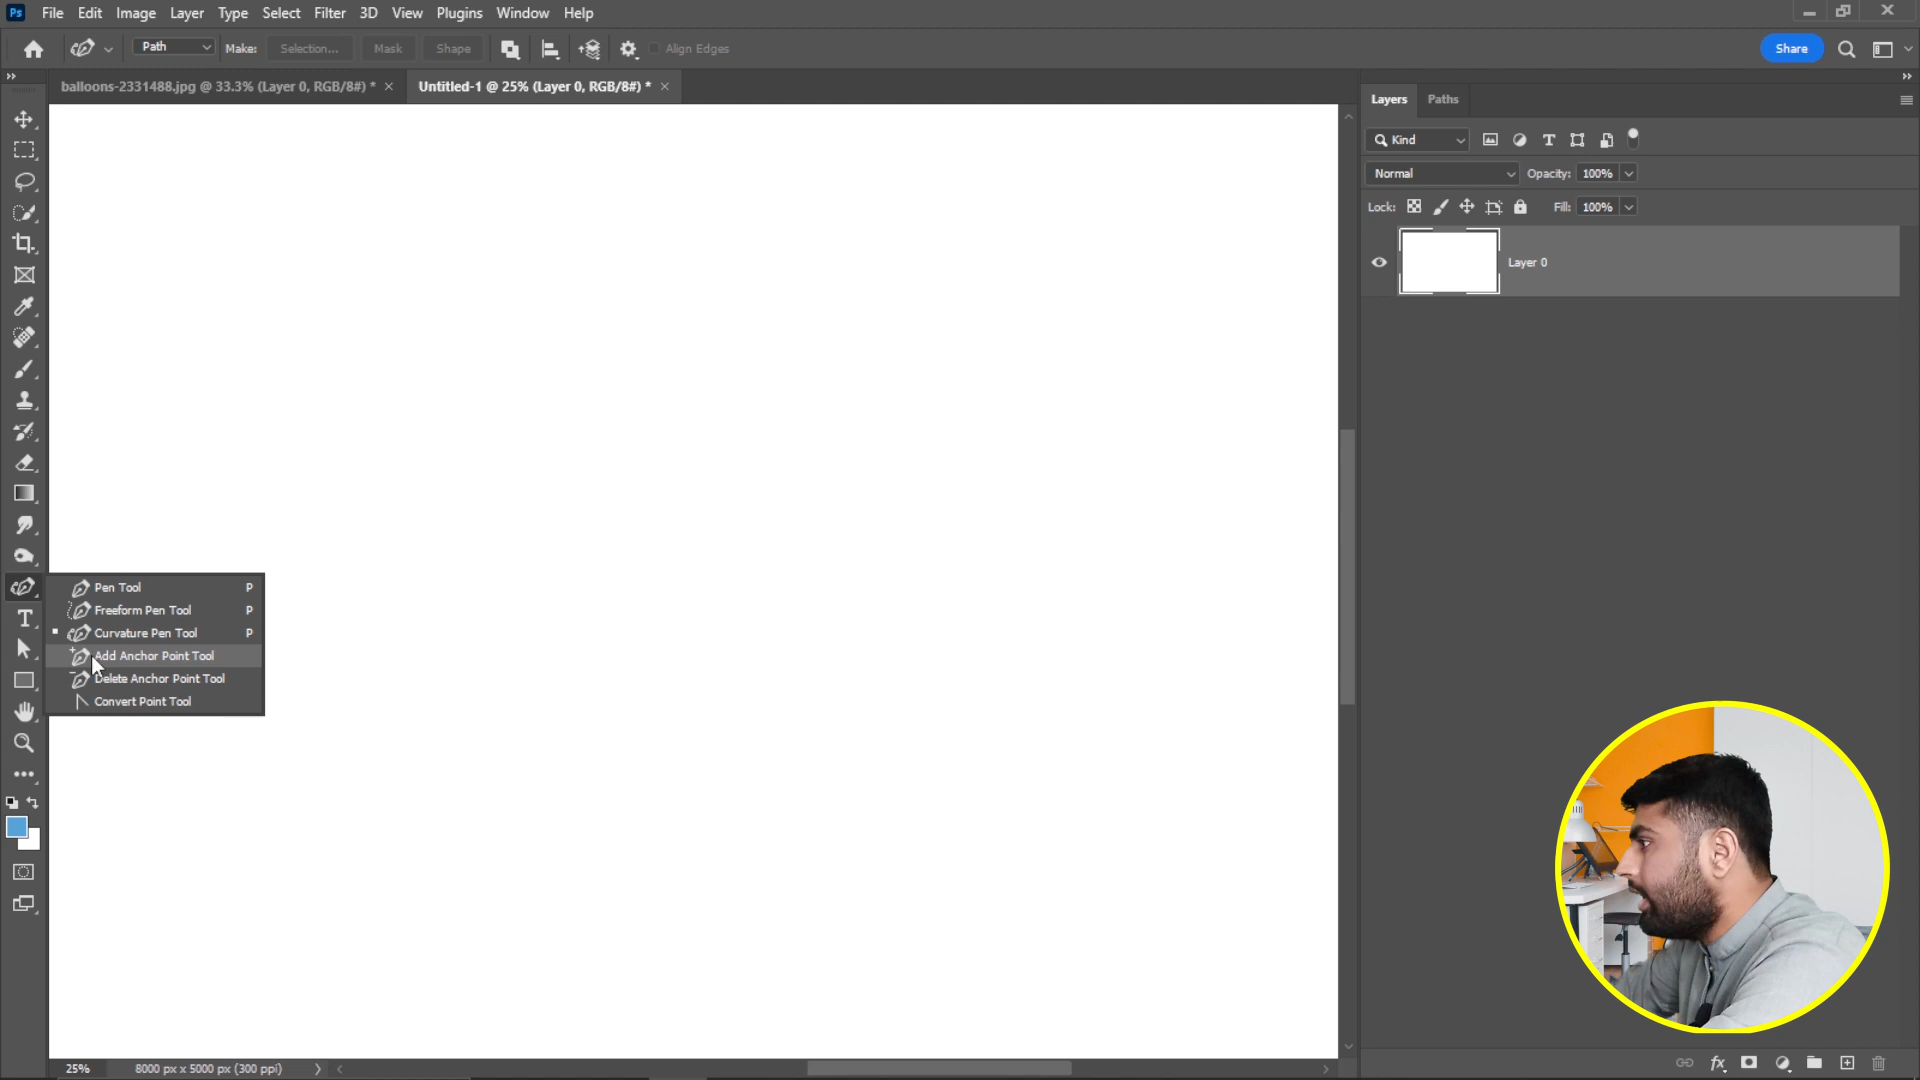 Ps File Edit Image Layer Type Select Filter 3D View Plugins Window Help
Path Make: Selection... Mask Shape Align Edges Share
balloons-2331488.jpg @ 33.3% (Layer 0, RGB/8#) * × Untitled-1 @ 25% (Layer 0, RGB/8#) * ×
Layers Paths
Kind
Normal Opacity: 100%
Lock: Fill: 100%
Layer 0
Pen Tool P
Freeform Pen Tool P
Curvature Pen Tool P
Add Anchor Point Tool
Delete Anchor Point Tool
Convert Point Tool
25% 8000 px x 5000 px (300 ppi)